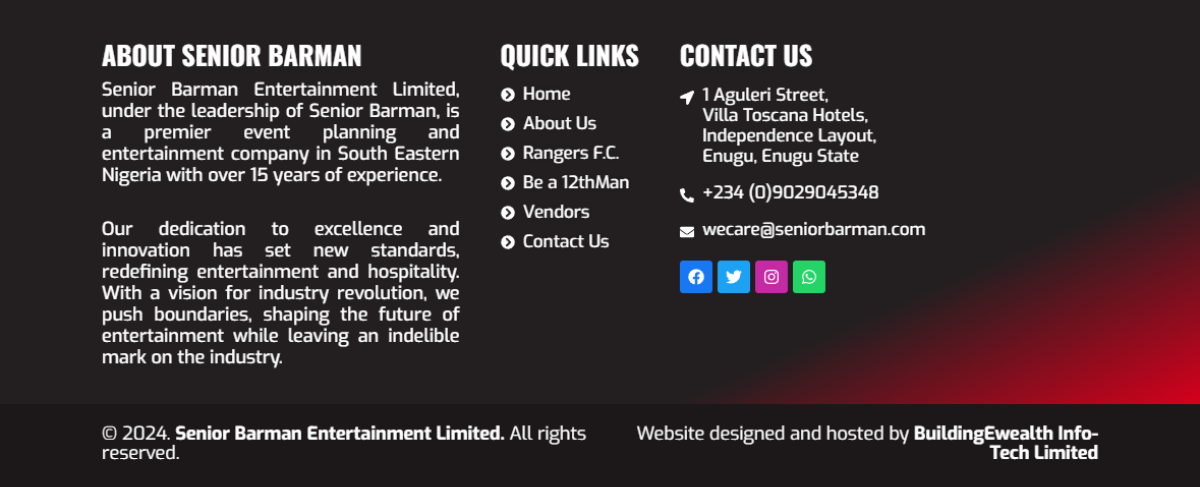 ABOUT SENIOR BARMAN
Senior Barman Entertainment Limited,
under the leadership of Senior Barman, is
a premier event planning and
entertainment company in South Eastern
Nigeria with over 15 years of experience.
Our dedication to excellence and
innovation has set new standards,
redefining entertainment and hospitality.
With a vision for industry revolution, we
push boundaries, shaping the future of
entertainment while leaving an indelible
mark on the industry.
QUICK LINKS
Home
About Us
Rangers F.C.
Be a 12thMan
Vendors
Contact Us
CONTACT US
1 Aguleri Street,
Villa Toscana Hotels,
Independence Layout,
Enugu, Enugu State
+234 (0)9029045348
wecare@seniorbarman.com
© 2024. Senior Barman Entertainment Limited. All rights
reserved.
Website designed and hosted by BuildingEwealth Info-
Tech Limited